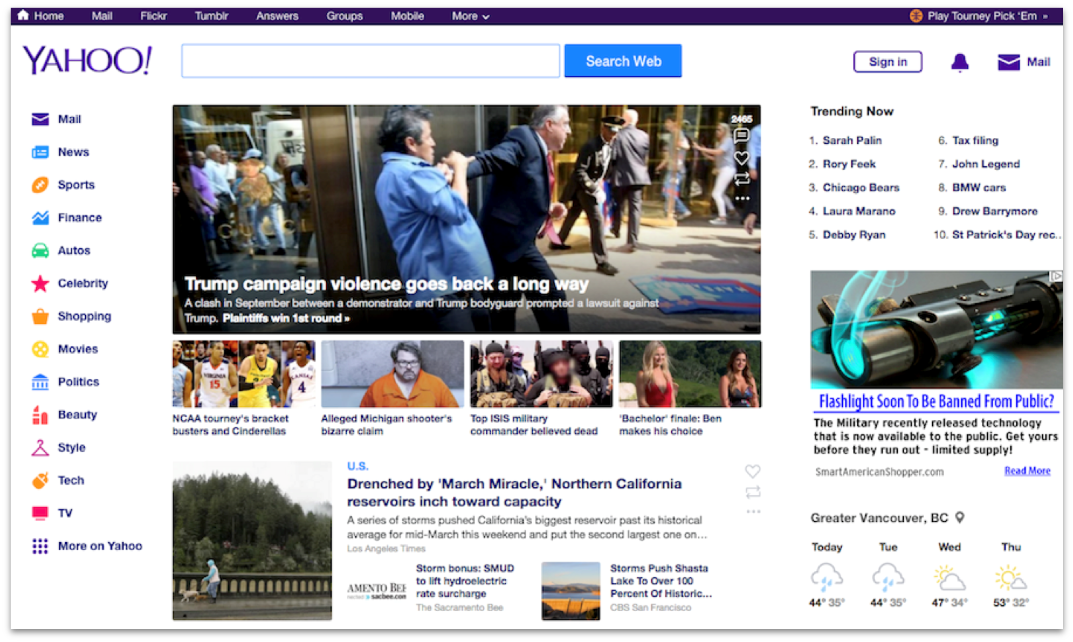 Home Mail Flickr Tumblr Answers Groups Mobile More Play Tourney Pick 'Em »
YAHOO!
Search Web
Sign in
Mail
Mail
News
Sports
Finance
Autos
Celebrity
Shopping
Movies
Politics
Beauty
Style
Tech
TV
More on Yahoo
2465
Trump campaign violence goes back a long way
A clash in September between a demonstrator and Trump bodyguard prompted a lawsuit against
Trump. Plaintiffs win 1st round »
VIRGINIA
15
2
KANSAS
4
NCAA tourney's bracket
busters and Cinderellas
Alleged Michigan shooter's
bizarre claim
Top ISIS military
commander believed dead
'Bachelor' finale: Ben
makes his choice
U.S.
Drenched by 'March Miracle,' Northern California
reservoirs inch toward capacity
A series of storms pushed California's biggest reservoir past its historical
average for mid-March this weekend and put the second largest one on…
Los Angeles Times
AMENTO BEE
sacbee.com
Storm bonus: SMUD
to lift hydroelectric
rate surcharge
The Sacramento Bee
Storms Push Shasta
Lake To Over 100
Percent Of Historic…
CBS San Francisco
Trending Now
1. Sarah Palin
2. Rory Feek
3. Chicago Bears
4. Laura Marano
5. Debby Ryan
6. Tax filing
7. John Legend
8. BMW cars
9. Drew Barrymore
10. St Patrick's Day rec..
Flashlight Soon To Be Banned From Public?
The Military recently released technology
that is now available to the public. Get yours
before they run out - limited supply!
SmartAmericanShopper.com Read More
Greater Vancouver, BC
Today Tue Wed Thu
44° 35° 44° 35° 47° 34° 53° 32°